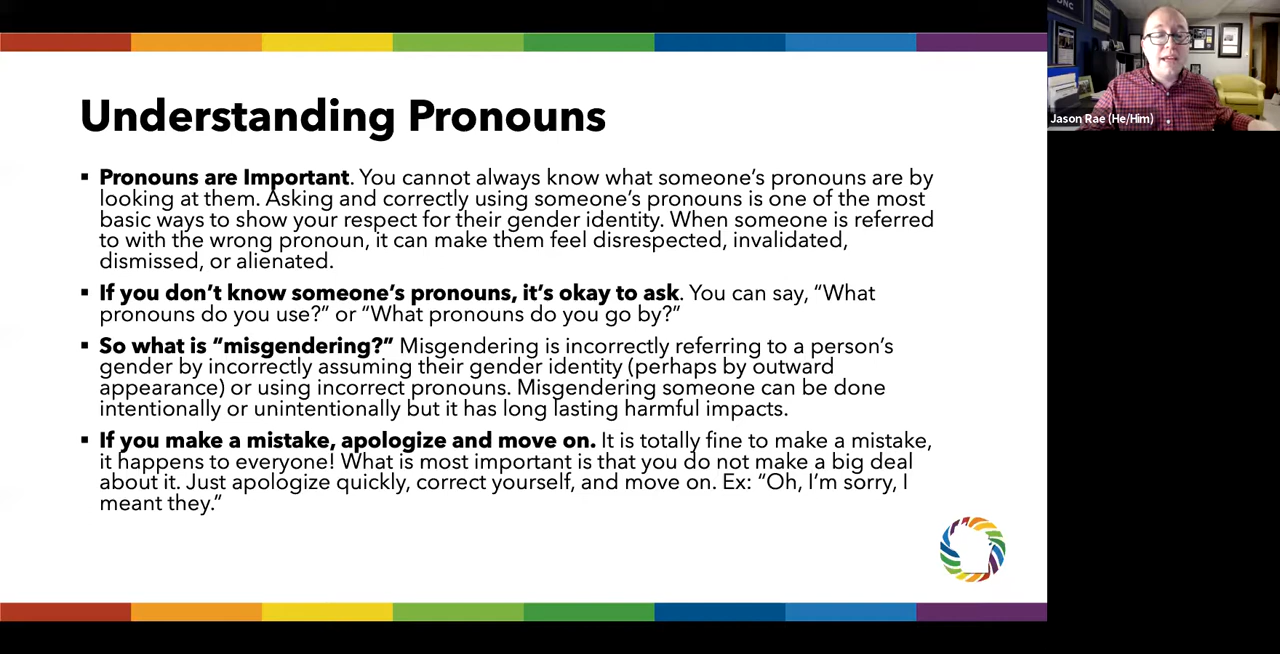 Understanding Pronouns
▪ Pronouns are Important. You cannot always know what someone’s pronouns are by
looking at them. Asking and correctly using someone’s pronouns is one of the most
basic ways to show your respect for their gender identity. When someone is referred
to with the wrong pronoun, it can make them feel disrespected, invalidated,
dismissed, or alienated.
▪ If you don’t know someone’s pronouns, it’s okay to ask. You can say, “What
pronouns do you use?” or “What pronouns do you go by?”
▪ So what is “misgendering?” Misgendering is incorrectly referring to a person’s
gender by incorrectly assuming their gender identity (perhaps by outward
appearance) or using incorrect pronouns. Misgendering someone can be done
intentionally or unintentionally but it has long lasting harmful impacts.
▪ If you make a mistake, apologize and move on. It is totally fine to make a mistake,
it happens to everyone! What is most important is that you do not make a big deal
about it. Just apologize quickly, correct yourself, and move on. Ex: “Oh, I’m sorry, I
meant they.”
Jason Rae (He/Him)